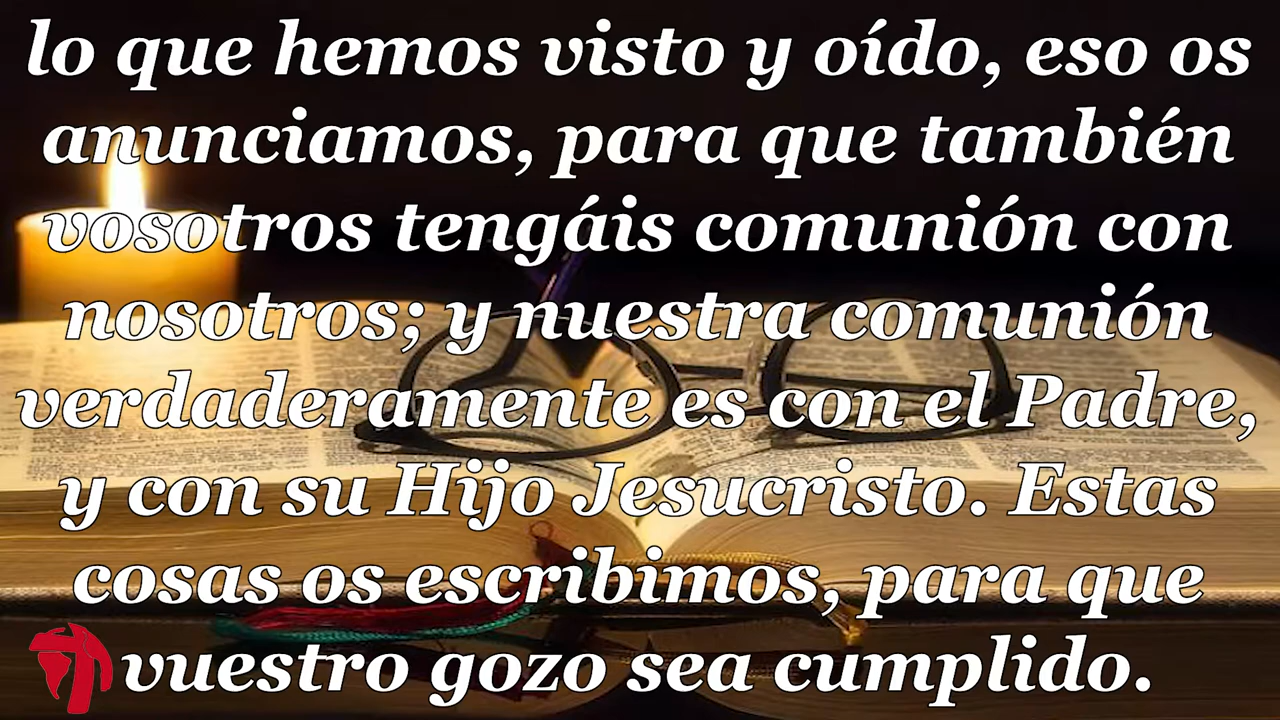 lo que hemos visto y oído, eso os
anunciamos, para que también
vosotros tengáis comunión con
nosotros; y nuestra comunión
verdaderamente es con el Padre,
y con su Hijo Jesucristo. Estas
cosas os escribimos, para que
vuestro gozo sea cumplido.